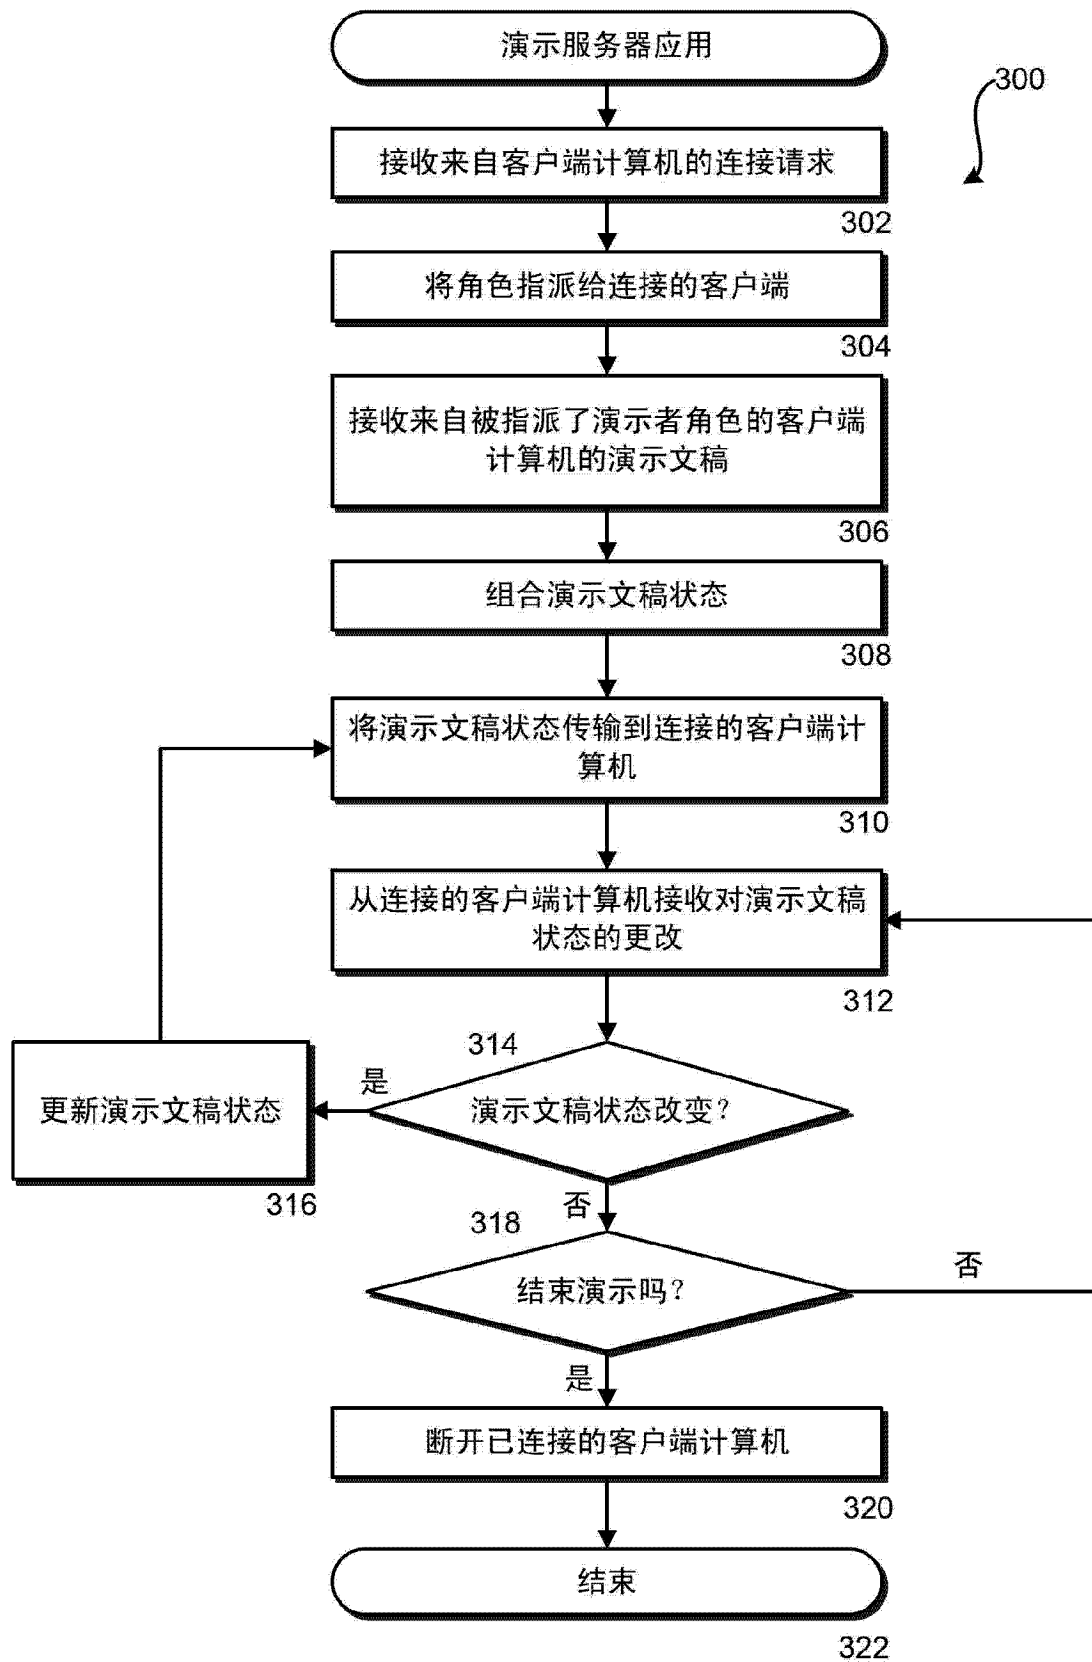 演示服务器应用
300
接收来自客户端计算机的连接请求
302
将角色指派给连接的客户端
304
接收来自被指派了演示者角色的客户端
计算机的演示文稿
306
组合演示文稿状态
308
将演示文稿状态传输到连接的客户端计
算机
310
从连接的客户端计算机接收对演示文稿
状态的更改
312
314
是
演示文稿状态改变？
更新演示文稿状态
316
否
318
结束演示吗？
否
是
断开已连接的客户端计算机
320
结束
322